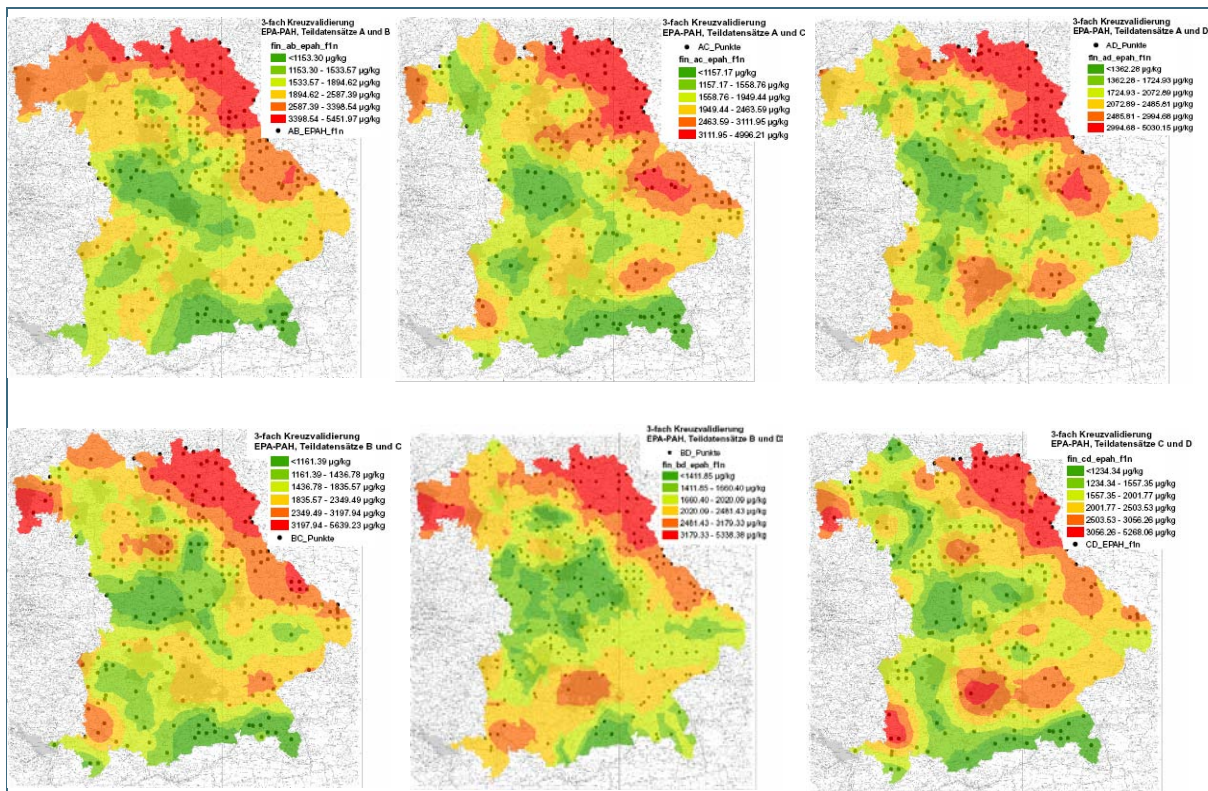 3-fach Kreuzvalidierung
EPA-PAH, Teildatensätze A und B
fin_ab_epah_f1n
<1153.30 µg/kg
1153.30 - 1533.57 µg/kg
1533.57 - 1894.62 µg/kg
1894.62 - 2587.39 µg/kg
2587.39 - 3398.54 µg/kg
3398.54 - 5451.97 µg/kg
AB_EPAH_f1n
3-fach Kreuzvalidierung
EPA-PAH, Teildatensätze A und C
AC_Punkte
fin_ac_epah_f1n
<1157.17 µg/kg
1157.17 - 1558.76 µg/kg
1558.76 - 1949.44 µg/kg
1949.44 - 2463.59 µg/kg
2463.59 - 3111.95 µg/kg
3111.95 - 4996.21 µg/kg
3-fach Kreuzvalidierung
EPA-PAH, Teildatensätze A und D
AD_Punkte
fin_ad_epah_f1n
<1362.28 µg/kg
1362.28 - 1724.93 µg/kg
1724.93 - 2072.89 µg/kg
2072.89 - 2485.81 µg/kg
2485.81 - 2994.68 µg/kg
2994.68 - 5030.15 µg/kg
3-fach Kreuzvalidierung
EPA-PAH, Teildatensätze B und C
<1161.39 µg/kg
1161.39 - 1436.78 µg/kg
1436.78 - 1835.57 µg/kg
1835.57 - 2349.49 µg/kg
2349.49 - 3197.94 µg/kg
3197.94 - 5639.23 µg/kg
BC_Punkte
3-fach Kreuzvalidierung
EPA-PAH, Teildatensätze B und D
BD_Punkte
fin_bd_epah_f1n
<1411.85 µg/kg
1411.85 - 1660.40 µg/kg
1660.40 - 2020.09 µg/kg
2020.09 - 2481.43 µg/kg
2481.43 - 3179.33 µg/kg
3179.33 - 5338.38 µg/kg
3-fach Kreuzvalidierung
EPA-PAH, Teildatensätze C und D
fin_cd_epah_f1n
<1234.34 µg/kg
1234.34 - 1557.35 µg/kg
1557.35 - 2001.77 µg/kg
2001.77 - 2503.53 µg/kg
2503.53 - 3056.26 µg/kg
3056.26 - 5268.06 µg/kg
CD_EPAH_f1n